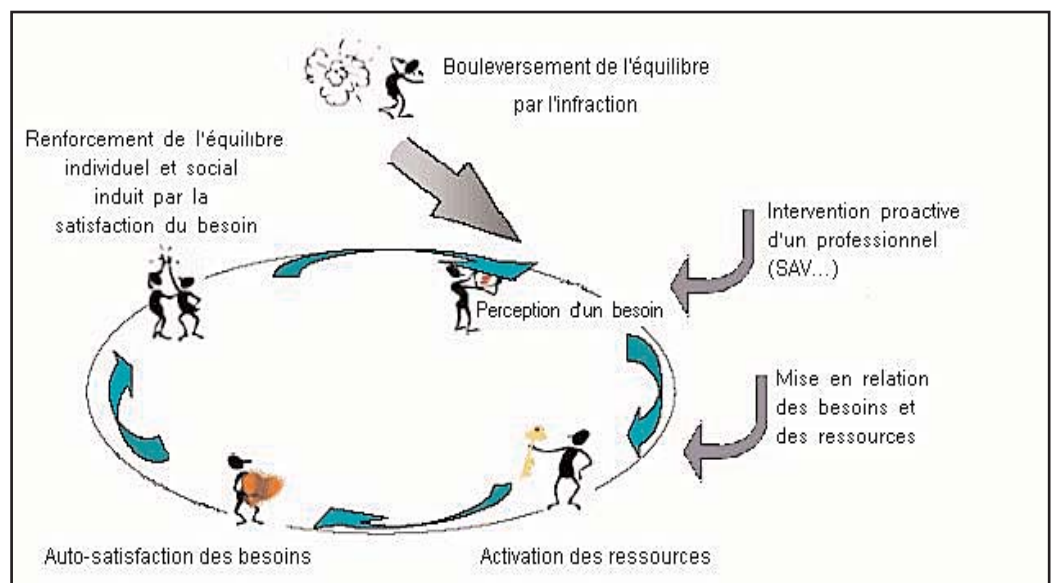 Bouleversement de l'équilibre
par l'infraction
Renforcement de l'équilibre
individuel et social
induit par la
satisfaction du besoin
Intervention proactive
d'un professionnel
(SAV...)
Perception d'un besoin
Mise en relation
des besoins et
des ressources
Auto-satisfaction des besoins
Activation des ressources